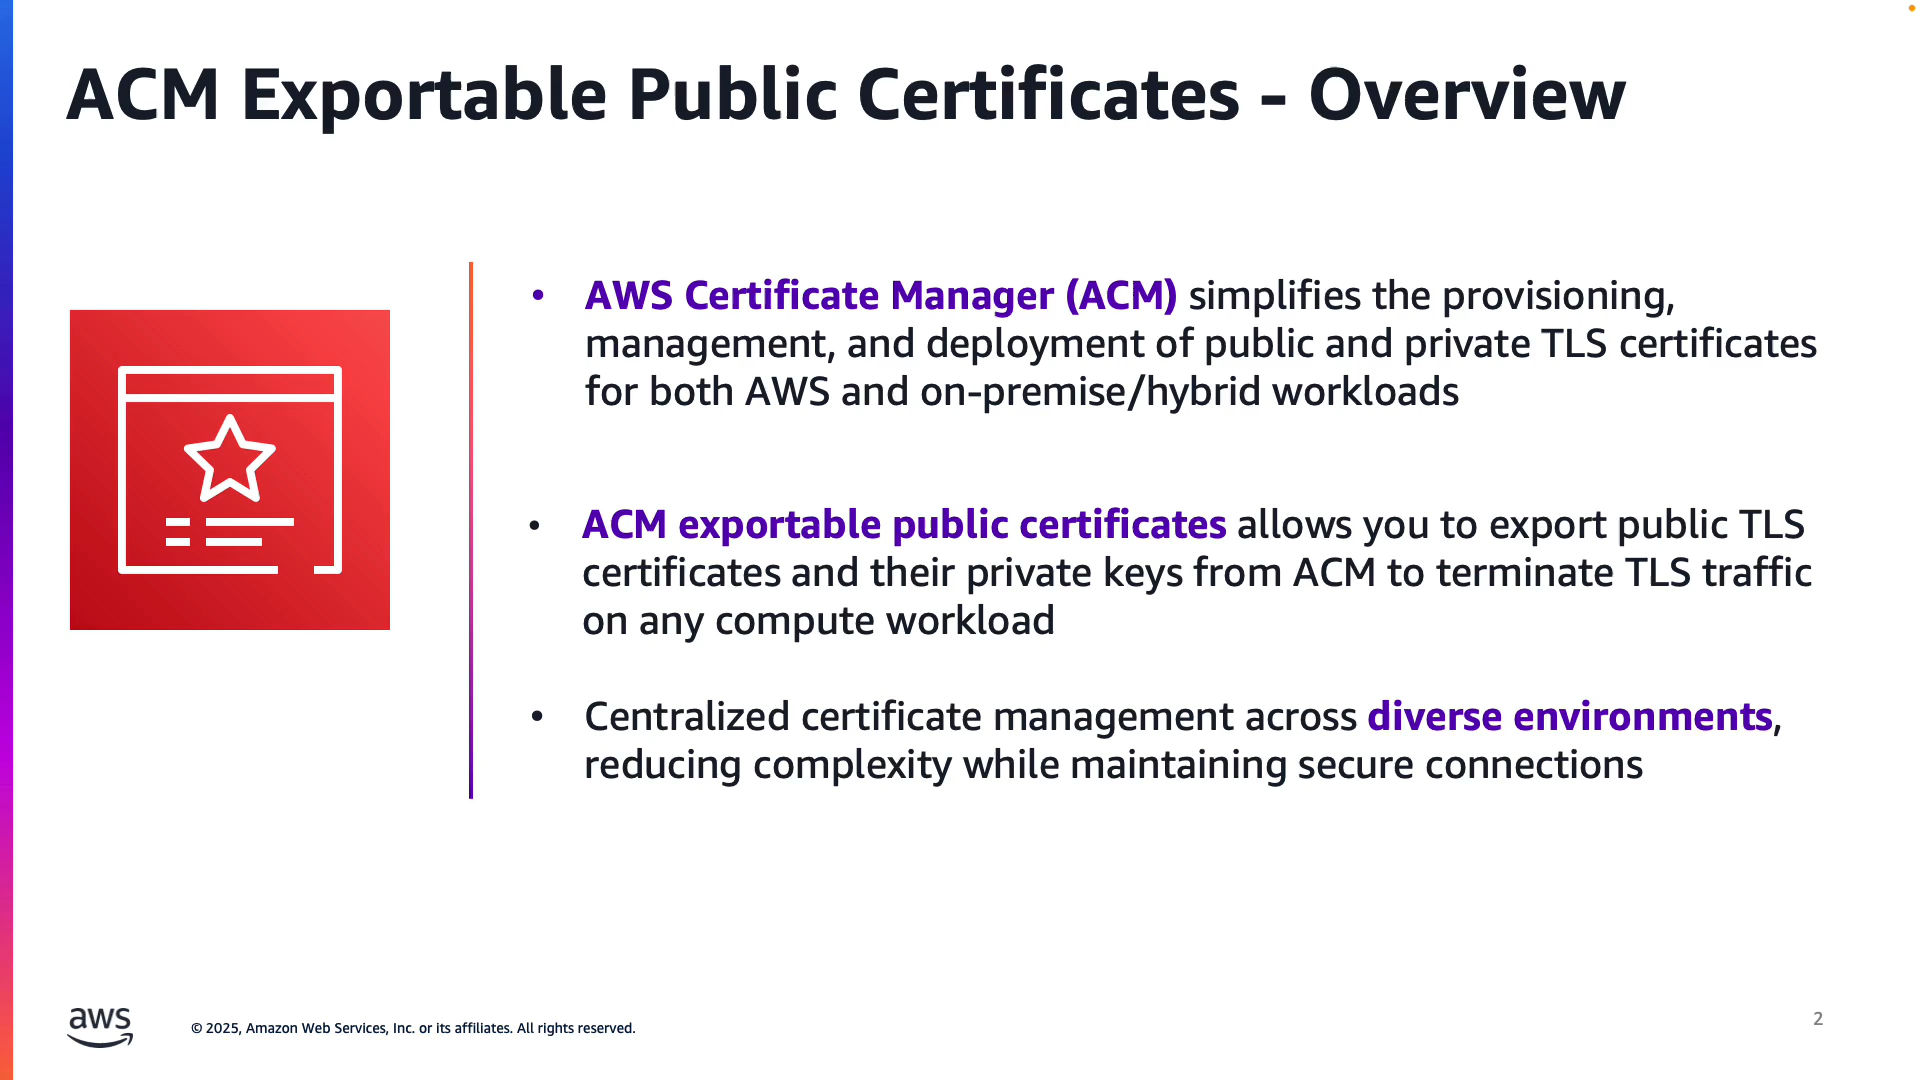 ACM Exportable Public Certificates - Overview
• AWS Certificate Manager (ACM) simplifies the provisioning,
management, and deployment of public and private TLS certificates
for both AWS and on-premise/hybrid workloads
• ACM exportable public certificates allows you to export public TLS
certificates and their private keys from ACM to terminate TLS traffic
on any compute workload
• Centralized certificate management across diverse environments,
reducing complexity while maintaining secure connections
aws
© 2025, Amazon Web Services, Inc. or its affiliates. All rights reserved.
2